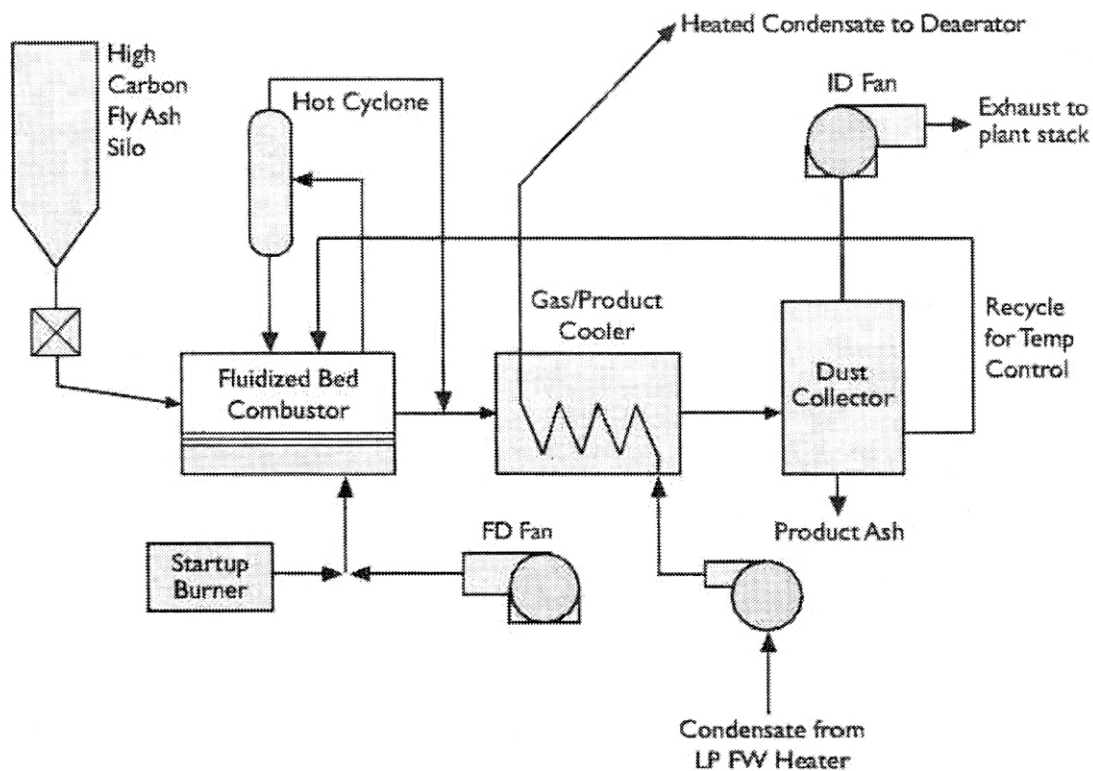 High
Carbon
Fly Ash
Silo
Hot Cyclone
Heated Condensate to Deaerator
ID Fan
Exhaust to
plant stack
Gas/Product
Cooler
Recycle
for Temp
Control
Fluidized Bed
Combustor
Dust
Collector
Product Ash
FD Fan
Startup
Burner
Condensate from
LP FW Heater